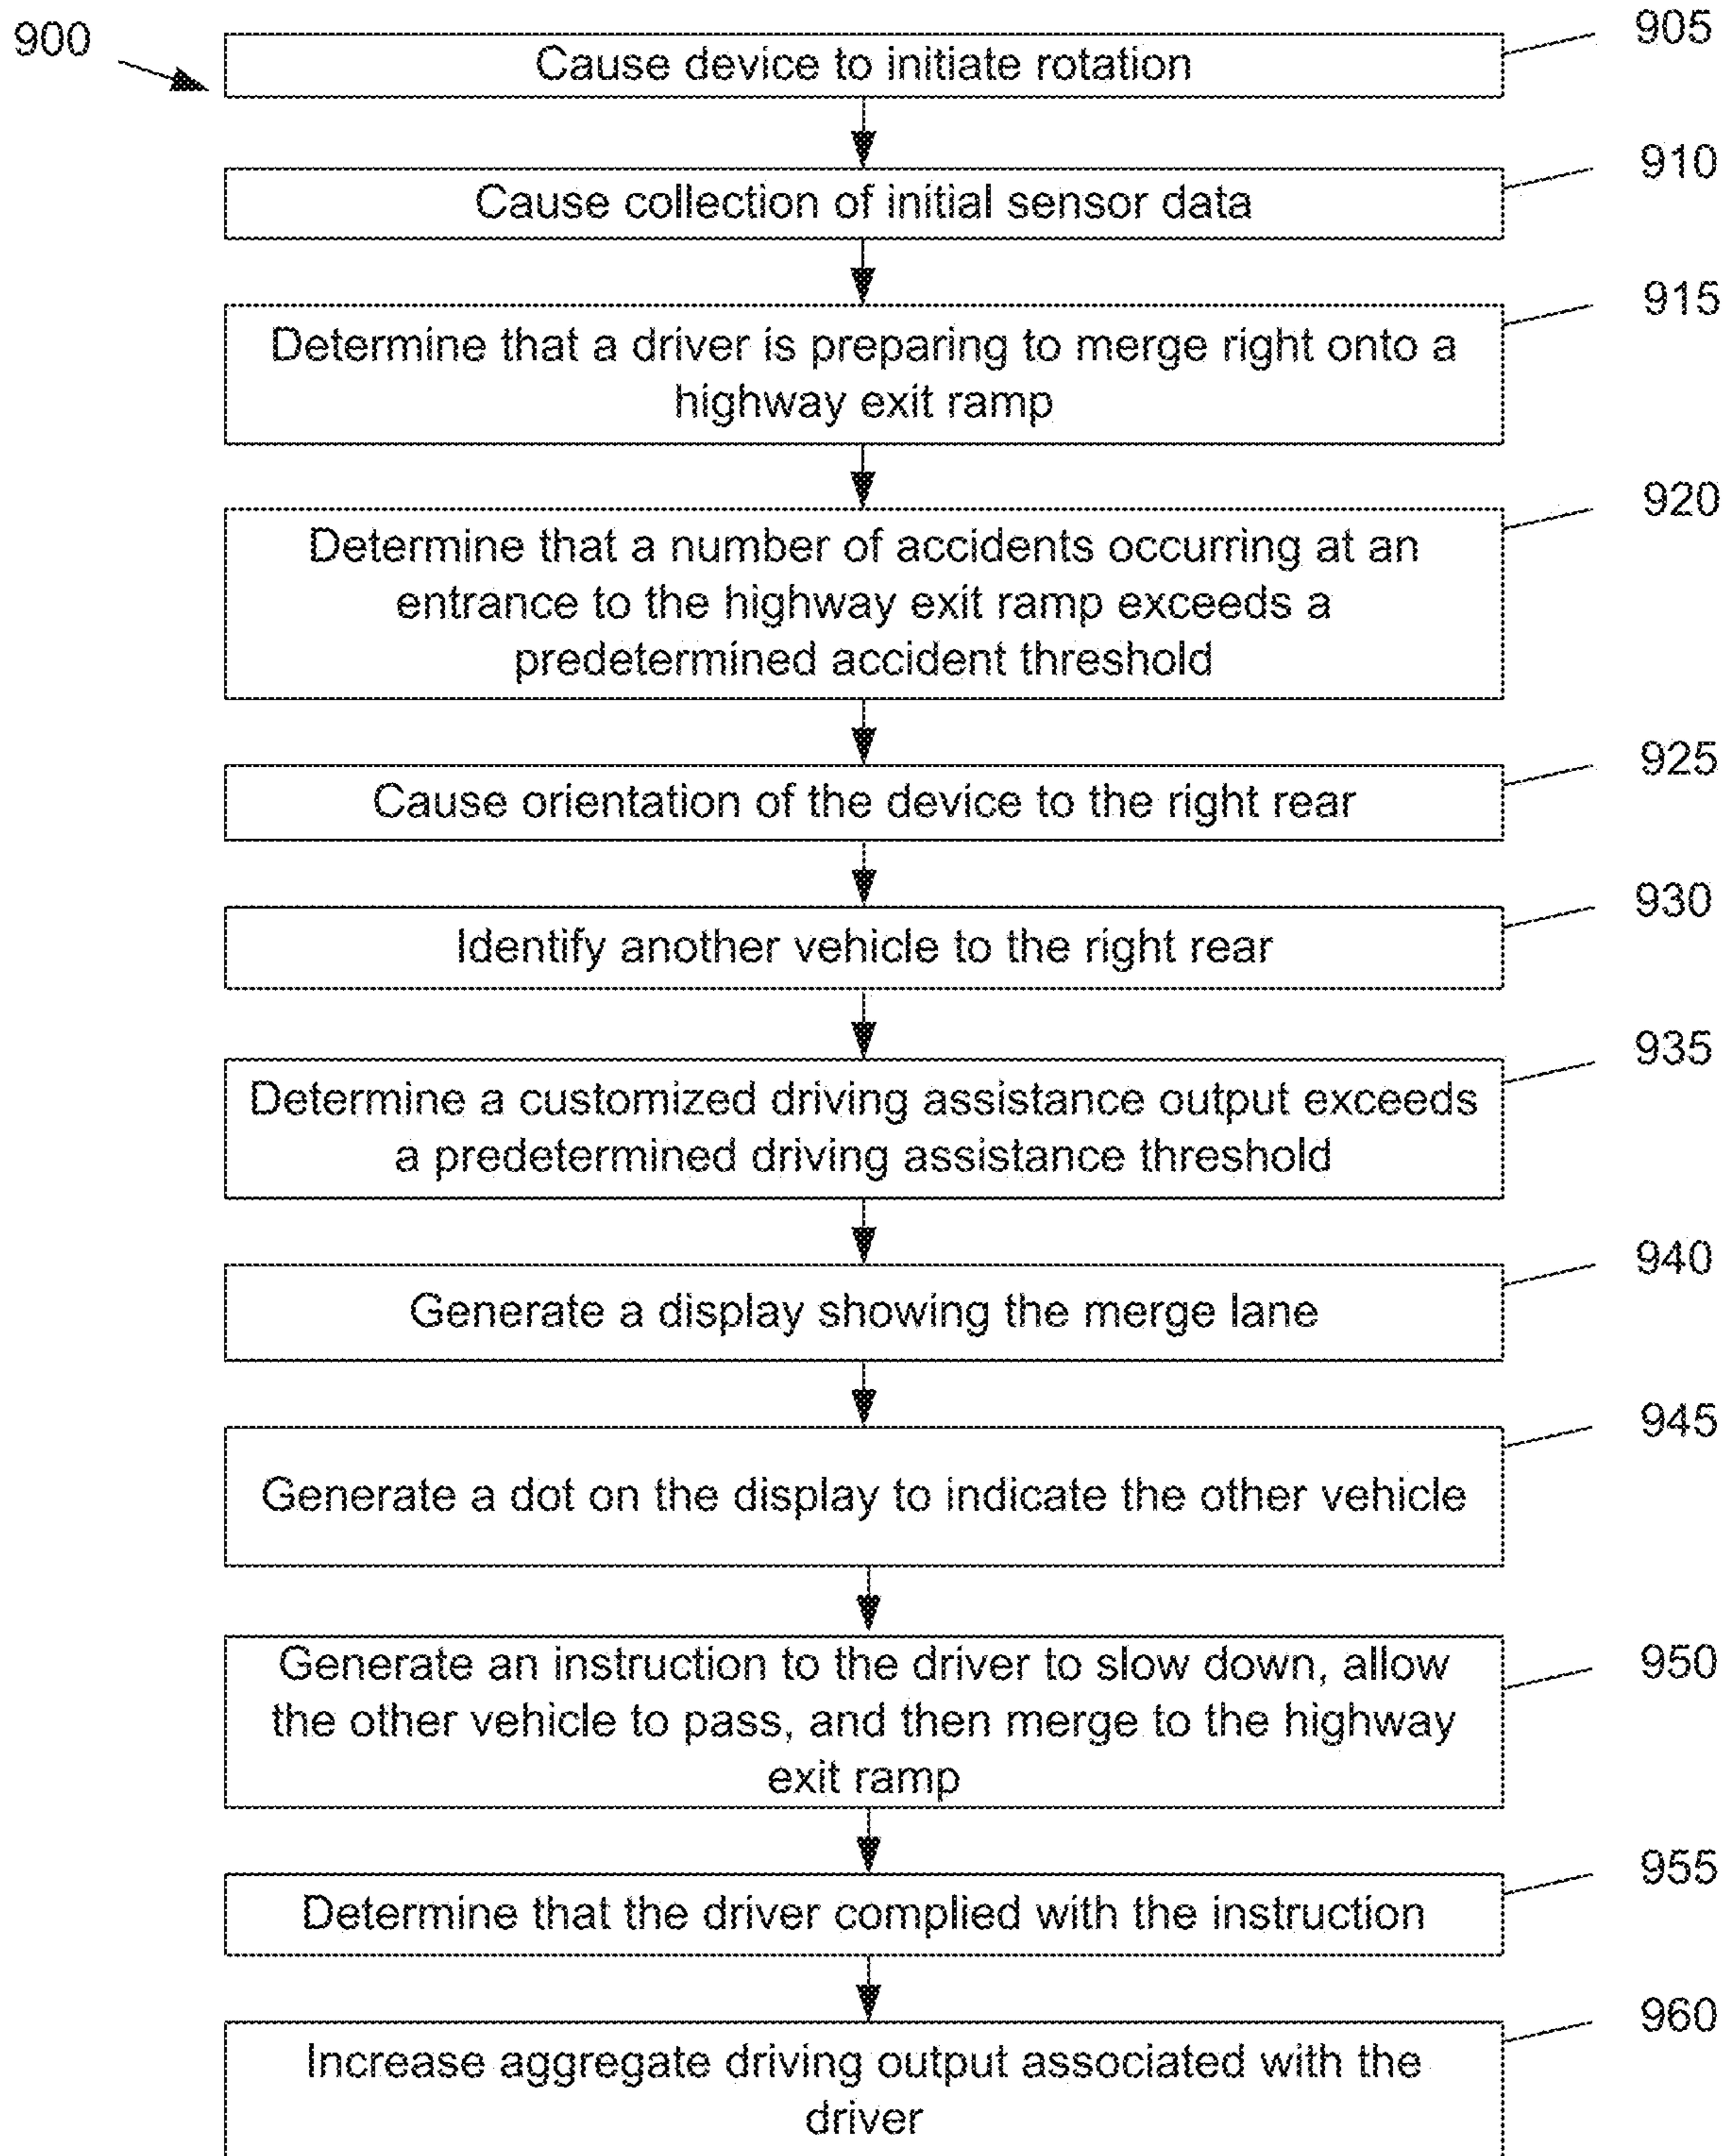 900
905
Cause device to initiate rotation
910
Cause collection of initial sensor data
915
Determine that a driver is preparing to merge right onto a
highway exit ramp
920
Determine that a number of accidents occurring at an
entrance to the highway exit ramp exceeds a
predetermined accident threshold
925
Cause orientation of the device to the right rear
930
Identify another vehicle to the right rear
935
Determine a customized driving assistance output exceeds
a predetermined driving assistance threshold
940
Generate a display showing the merge lane
945
Generate a dot on the display to indicate the other vehicle
950
Generate an instruction to the driver to slow down, allow
the other vehicle to pass, and then merge to the highway
exit ramp
955
Determine that the driver complied with the instruction
960
Increase aggregate driving output associated with the
driver